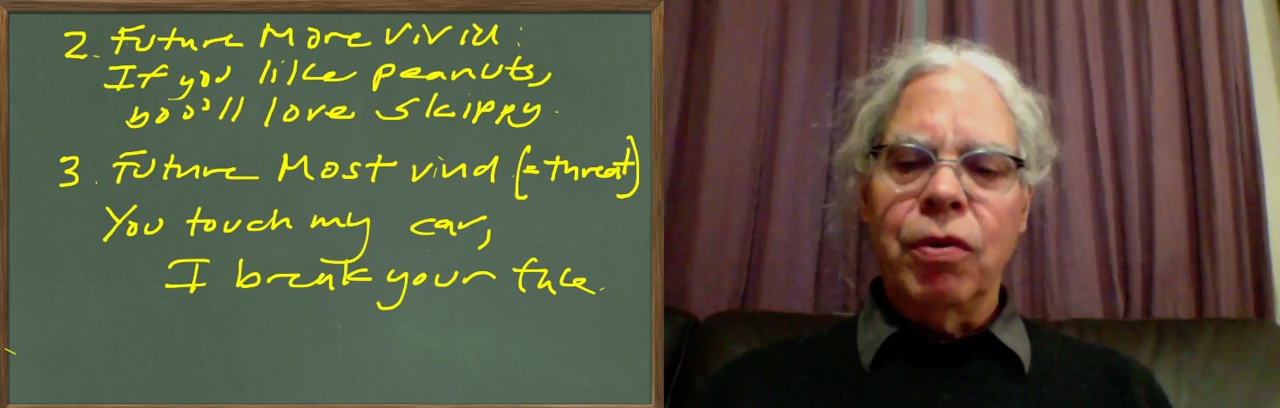 2. Future More Vivid:
If you like peanuts,
you'll love skippy.
3. Future Most vivid (=threat)
You touch my car,
I break your face.